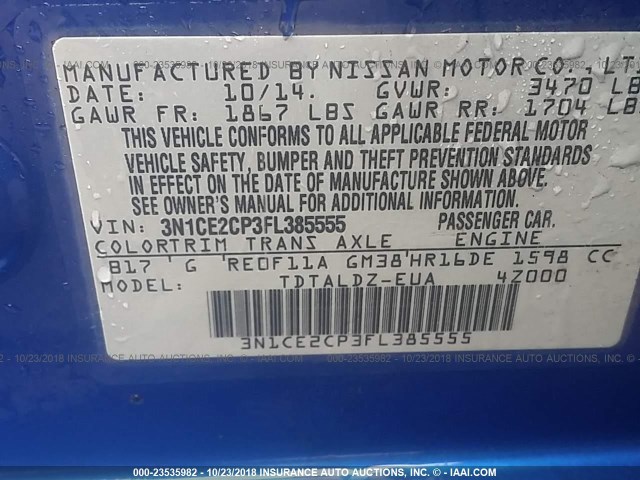 MANUFACTURED BY NISSAN MOTOR CO., LT
DATE: 10/14. GVWR: 3470 LB
GAWR FR: 1867 LBS GAWR RR: 1704 LB
THIS VEHICLE CONFORMS TO ALL APPLICABLE FEDERAL MOTOR
VEHICLE SAFETY, BUMPER AND THEFT PREVENTION STANDARDS
IN EFFECT ON THE DATE OF MANUFACTURE SHOWN ABOVE.
SEE OWNER'S MANUAL FOR ADDITIONAL INFORMATION.
VIN: 3N1CE2CP3FL385555 PASSENGER CAR.
COLOR TRIM TRANS AXLE ENGINE
B17 G RE0F11A GM38 HR16DE 1598 CC
MODEL: TDTALDZ-EUA 4Z000
3N1CE2CP3FL385555
000-23535982 - 10/23/2018 INSURANCE AUTO AUCTIONS - IAAI.COM